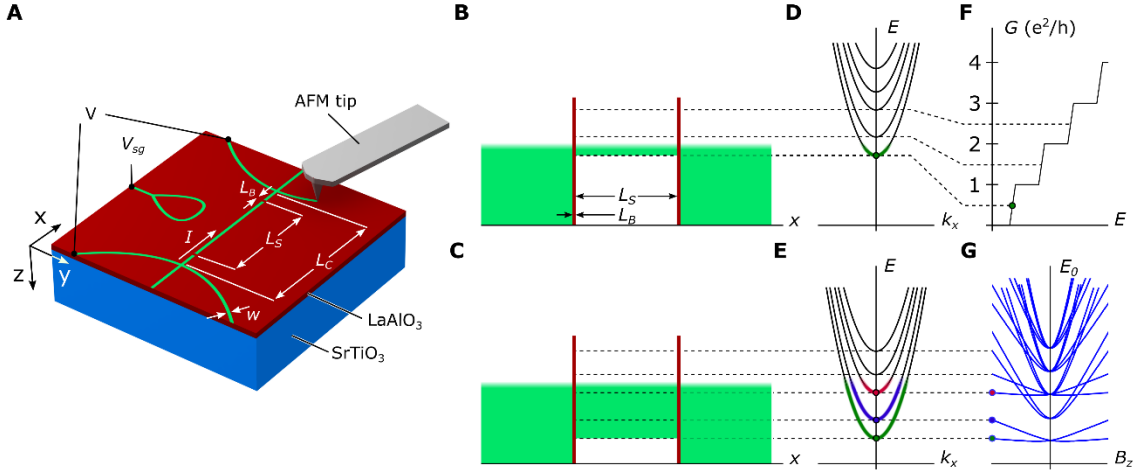 A
AFM tip
V
V_sg
L_B
x
I
L_S
L_C
z
y
w
LaAlO₃
SrTiO₃
B
L_S
L_B
x
D
E
k_x
F
G (e²/h)
4
3
2
1
E
C
x
E
E
k_x
G
E_0
B_z